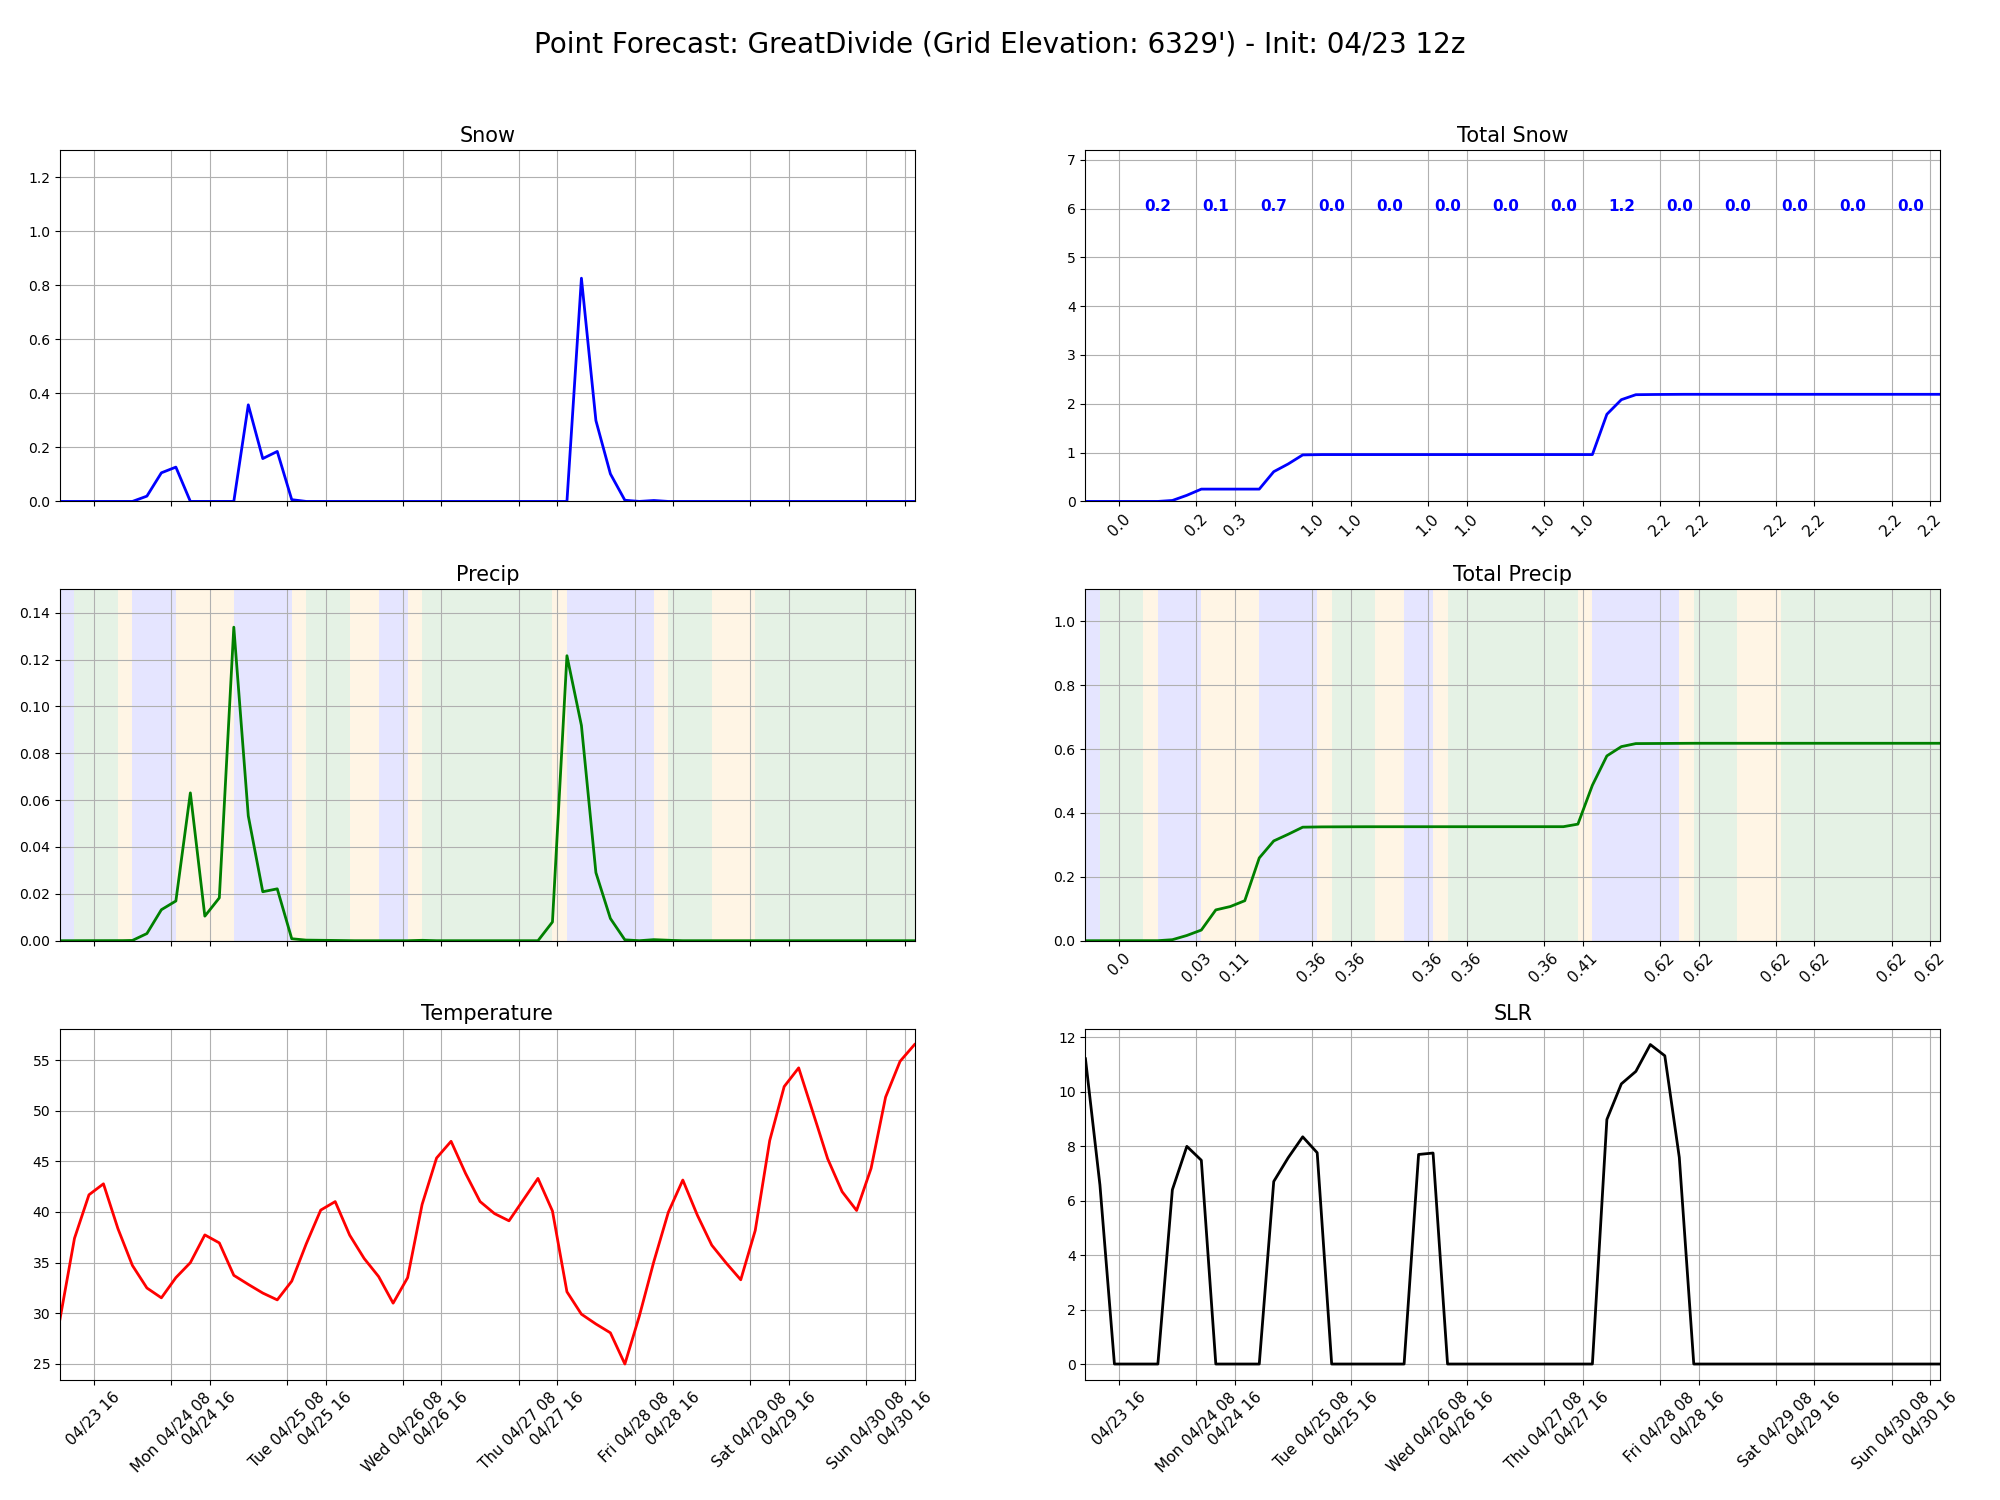 Point Forecast: GreatDivide (Grid Elevation: 6329') - Init: 04/23 12z
Snow
1.2
1.0
0.8
0.6
0.4
0.2
0.0
Total Snow
7
6
5
4
3
2
1
0
0.2 0.1 0.7 0.0 0.0 0.0 0.0 0.0 1.2 0.0 0.0 0.0 0.0 0.0
0.0 0.2 0.3 1.0 1.0 1.0 1.0 1.0 1.0 2.2 2.2 2.2 2.2 2.2 2.2
Precip
0.14
0.12
0.10
0.08
0.06
0.04
0.02
0.00
Total Precip
1.0
0.8
0.6
0.4
0.2
0.0
0.0 0.03 0.11 0.36 0.36 0.36 0.36 0.36 0.41 0.62 0.62 0.62 0.62 0.62 0.62
Temperature
55
50
45
40
35
30
25
04/23 16
Mon 04/24 08
04/24 16
Tue 04/25 08
04/25 16
Wed 04/26 08
04/26 16
Thu 04/27 08
04/27 16
Fri 04/28 08
04/28 16
Sat 04/29 08
04/29 16
Sun 04/30 08
04/30 16
SLR
12
10
8
6
4
2
0
04/23 16
Mon 04/24 08
04/24 16
Tue 04/25 08
04/25 16
Wed 04/26 08
04/26 16
Thu 04/27 08
04/27 16
Fri 04/28 08
04/28 16
Sat 04/29 08
04/29 16
Sun 04/30 08
04/30 16